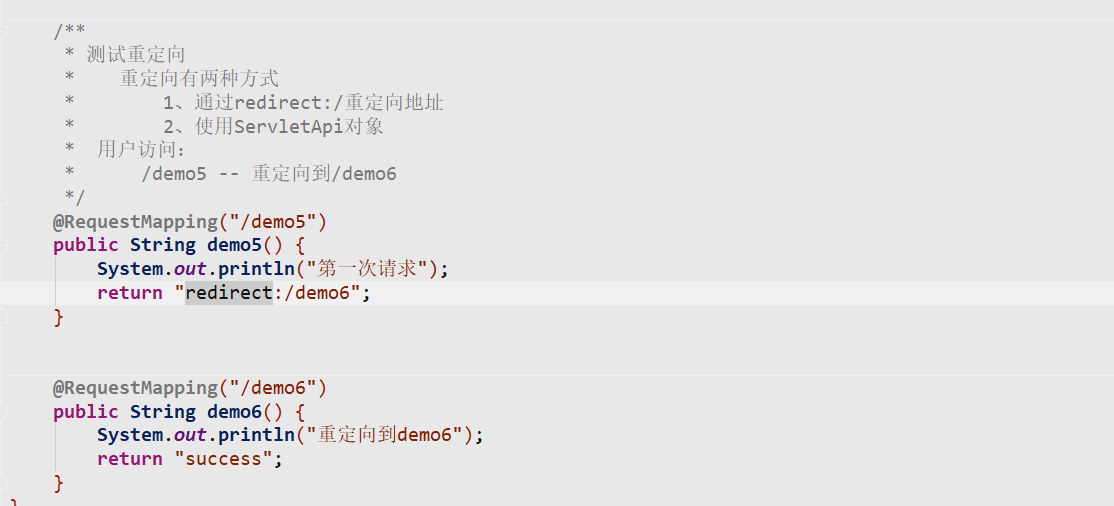 /**
* 测试重定向
* 重定向有两种方式
* 1、通过redirect:/重定向地址
* 2、使用ServletApi对象
* 用户访问:
* /demo5 -- 重定向到/demo6
*/
@RequestMapping("/demo5")
public String demo5() {
System.out.println("第一次请求");
return "redirect:/demo6";
}
@RequestMapping("/demo6")
public String demo6() {
System.out.println("重定向到demo6");
return "success";
}
}